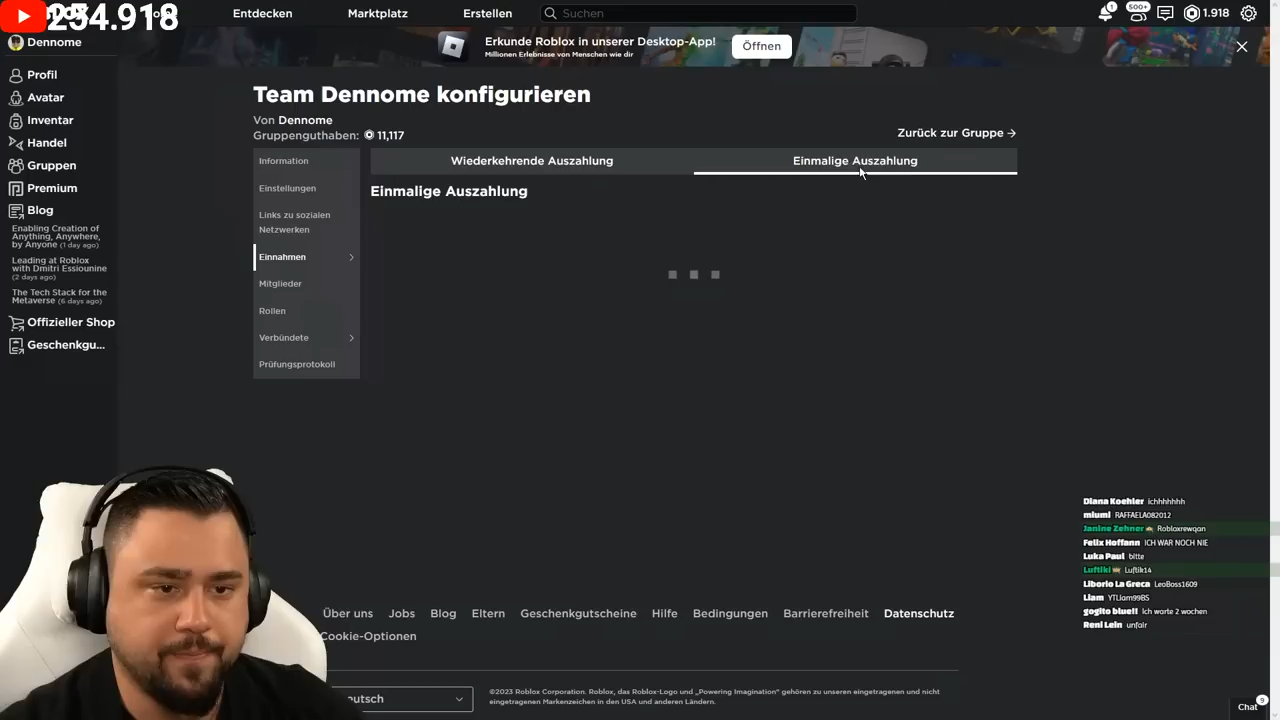 254.918
Entdecken
Marktplatz
Erstellen
Suchen
1
500+
1.918
Dennome
Erkunde Roblox in unserer Desktop-App!
Millionen Erlebnisse von Menschen wie dir
Öffnen
Profil
Avatar
Inventar
Handel
Gruppen
Premium
Blog
Enabling Creation of
Anything, Anywhere,
by Anyone (1 day ago)
Leading at Roblox
with Dmitri Essiounine
(2 days ago)
The Tech Stack for the
Metaverse (6 days ago)
Offizieller Shop
Geschenkgu...
Team Dennome konfigurieren
Von Dennome
Gruppenguthaben: 11,117
Zurück zur Gruppe →
Information
Einstellungen
Links zu sozialen
Netzwerken
Einnahmen
Mitglieder
Rollen
Verbündete
Prüfungsprotokoll
Wiederkehrende Auszahlung
Einmalige Auszahlung
Einmalige Auszahlung
Diana Koehler ichhhhhhh
miumi RAFFAELA082012
Janine Zehner Robloxrewqan
Felix Hoffann ICH WAR NOCH NIE
Luka Paul bitte
Luftiki Luftik14
Liborio La Greca LeoBoss1609
Liam YTLiam99BS
gogito blue!! Ich warte 2 wochen
Reni Lein unfair
Über uns Jobs Blog Eltern Geschenkgutscheine Hilfe Bedingungen Barrierefreiheit Datenschutz
Cookie-Optionen
eutsch
©2023 Roblox Corporation. Roblox, das Roblox-Logo und „Powering Imagination" gehören zu unseren eingetragenen und nicht
eingetragenen Markenzeichen in den USA und anderen Ländern.
Chat
9